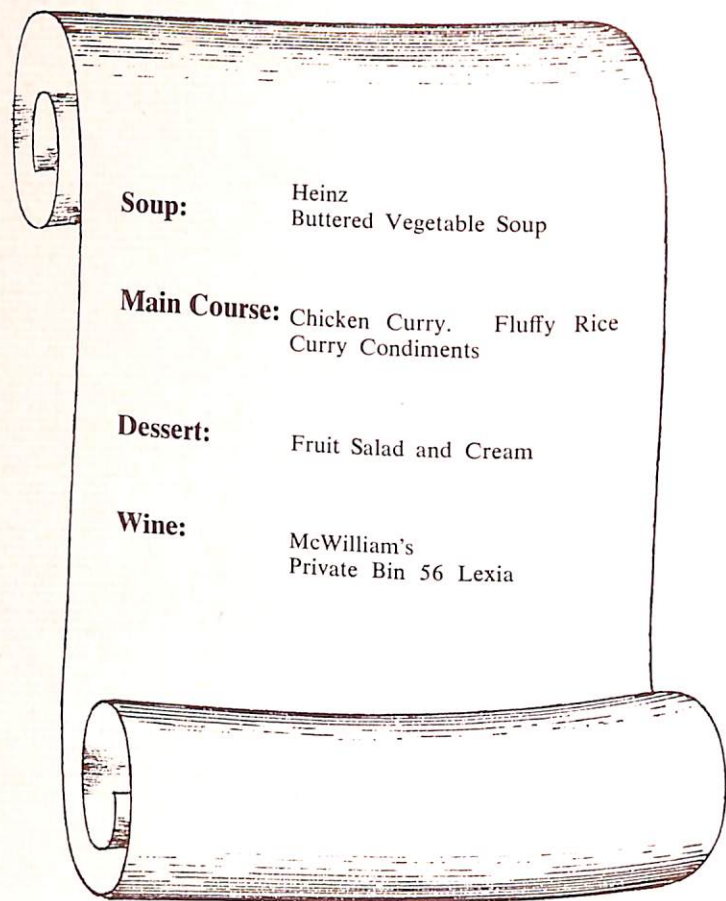 Soup: Heinz
Buttered Vegetable Soup
Main Course: Chicken Curry. Fluffy Rice
Curry Condiments
Dessert: Fruit Salad and Cream
Wine: McWilliam's
Private Bin 56 Lexia